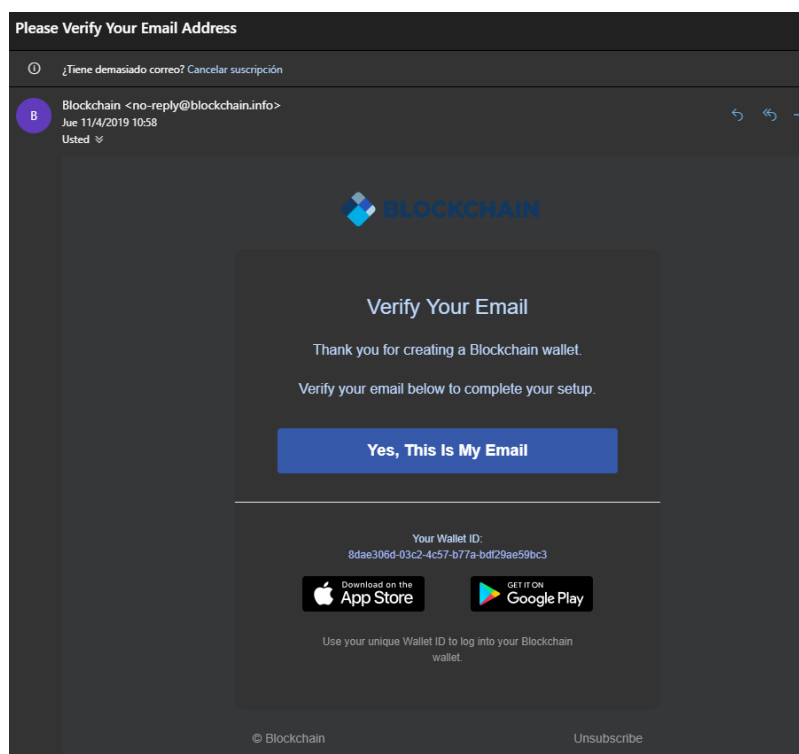 Please Verify Your Email Address
¿Tiene demasiado correo? Cancelar suscripción
B
Blockchain <no-reply@blockchain.info>
Jue 11/4/2019 10:58
Usted
BLOCKCHAIN
Verify Your Email
Thank you for creating a Blockchain wallet.
Verify your email below to complete your setup.
Yes, This Is My Email
Your Wallet ID:
8dae306d-03c2-4c57-b77a-bdf29ae59bc3
Download on the
App Store
GET IT ON
Google Play
Use your unique Wallet ID to log into your Blockchain
wallet.
© Blockchain
Unsubscribe